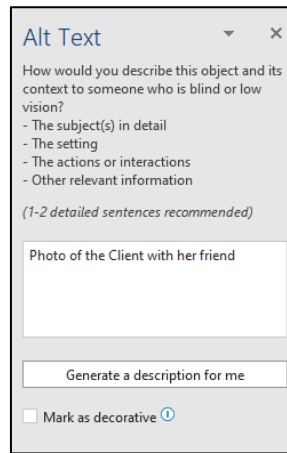 Alt Text
How would you describe this object and its
context to someone who is blind or low
vision?
- The subject(s) in detail
- The setting
- The actions or interactions
- Other relevant information
(1-2 detailed sentences recommended)
Photo of the Client with her friend
Generate a description for me
Mark as decorative